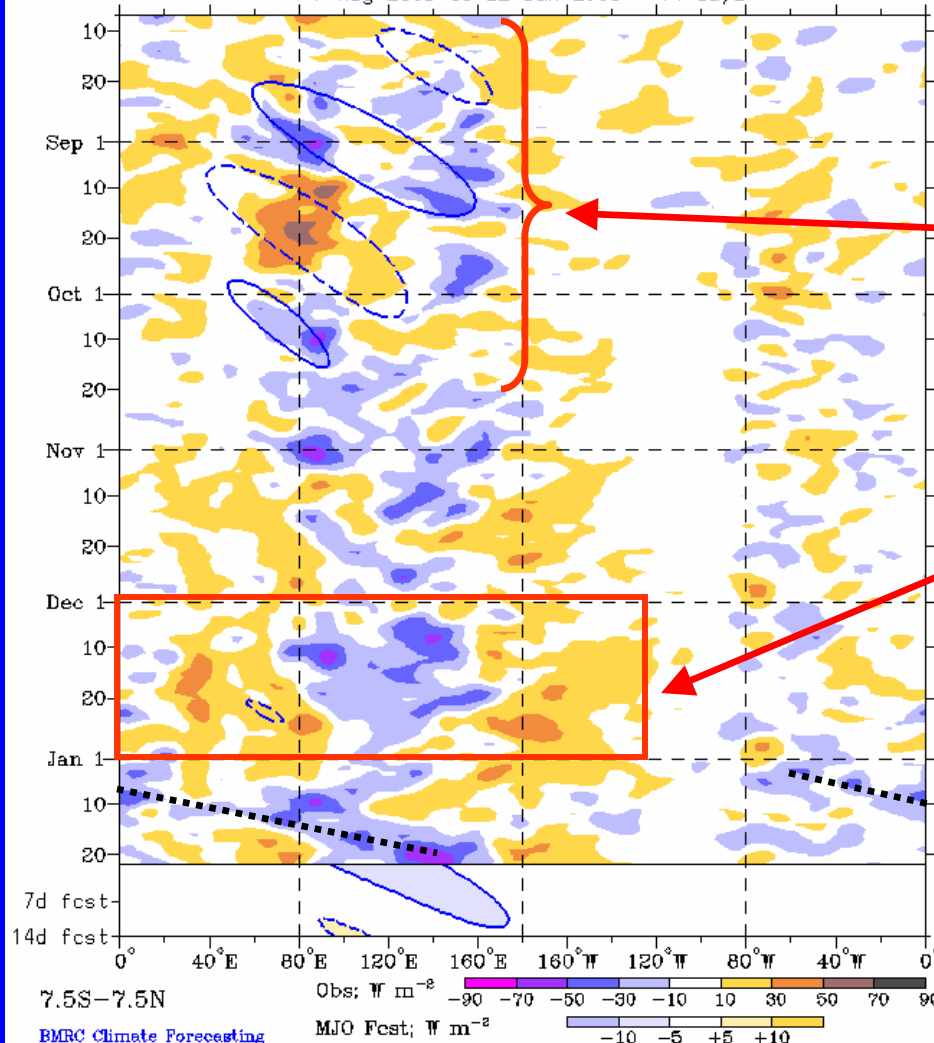 10
20
Sep 1
10
20
Oct 1
10
20
Nov 1
10
20
Dec 1
10
20
Jan 1
10
20
7d fcst
14d fcst
0° 40°E 80°E 120°E 160°E 160°W 120°W 80°W 40°W 0°
7.5S-7.5N
Obs; W m⁻²
-90 -70 -50 -30 -10 10 30 50 70 90
BMRC Climate Forecasting
MJO Fcst; W m⁻²
-10 -5 +5 +10